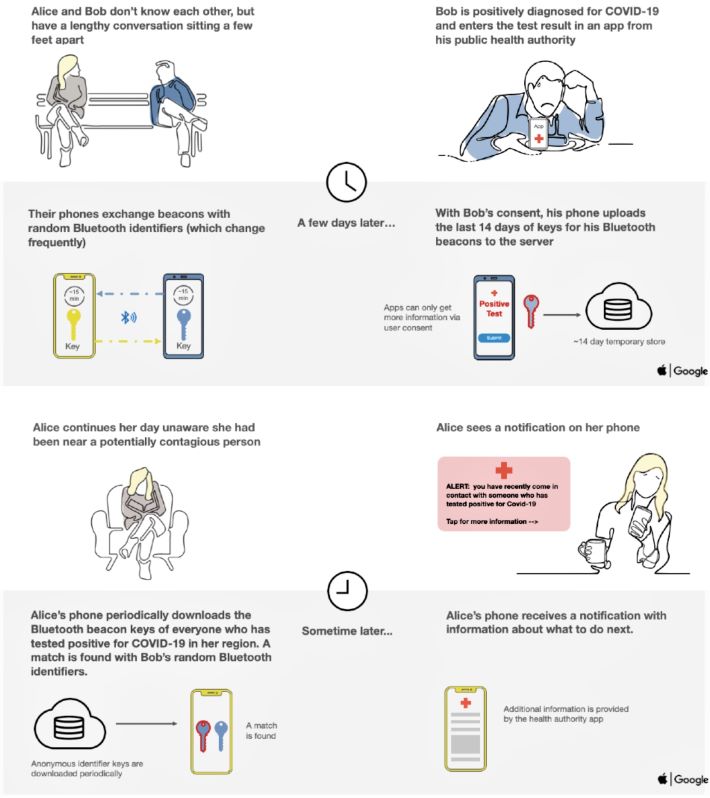 Alice and Bob don't know each other, but
have a lengthy conversation sitting a few
feet apart
Bob is positively diagnosed for COVID-19
and enters the test result in an app from
his public health authority
App
Their phones exchange beacons with
random Bluetooth identifiers (which change
frequently)
~15
min
Key
~15
min
Key
A few days later…
With Bob's consent, his phone uploads
the last 14 days of keys for his Bluetooth
beacons to the server
Apps can only get
more information via
user consent
Positive
Test
Submit
~14 day temporary store
| Google
Alice continues her day unaware she had
been near a potentially contagious person
Alice sees a notification on her phone
ALERT: you have recently come in
contact with someone who has
tested positive for Covid-19
Tap for more information -->
Alice's phone periodically downloads the
Bluetooth beacon keys of everyone who has
tested positive for COVID-19 in her region. A
match is found with Bob's random Bluetooth
identifiers.
A match
is found
Anonymous identifier keys are
downloaded periodically
Sometime later...
Alice's phone receives a notification with
information about what to do next.
Additional information is provided
by the health authority app
| Google